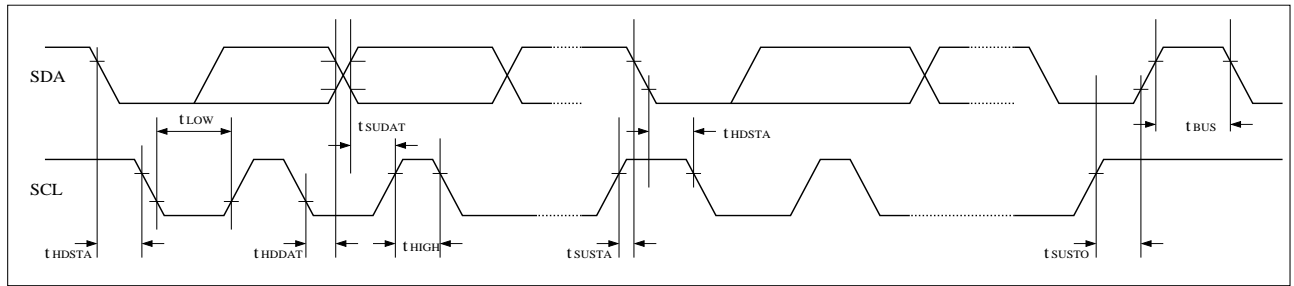 SDA
t LOW
t SUDAT
t HDSTA
t BUS
SCL
t HDSTA
t HDDAT
t HIGH
t SUSTA
t SUSTO